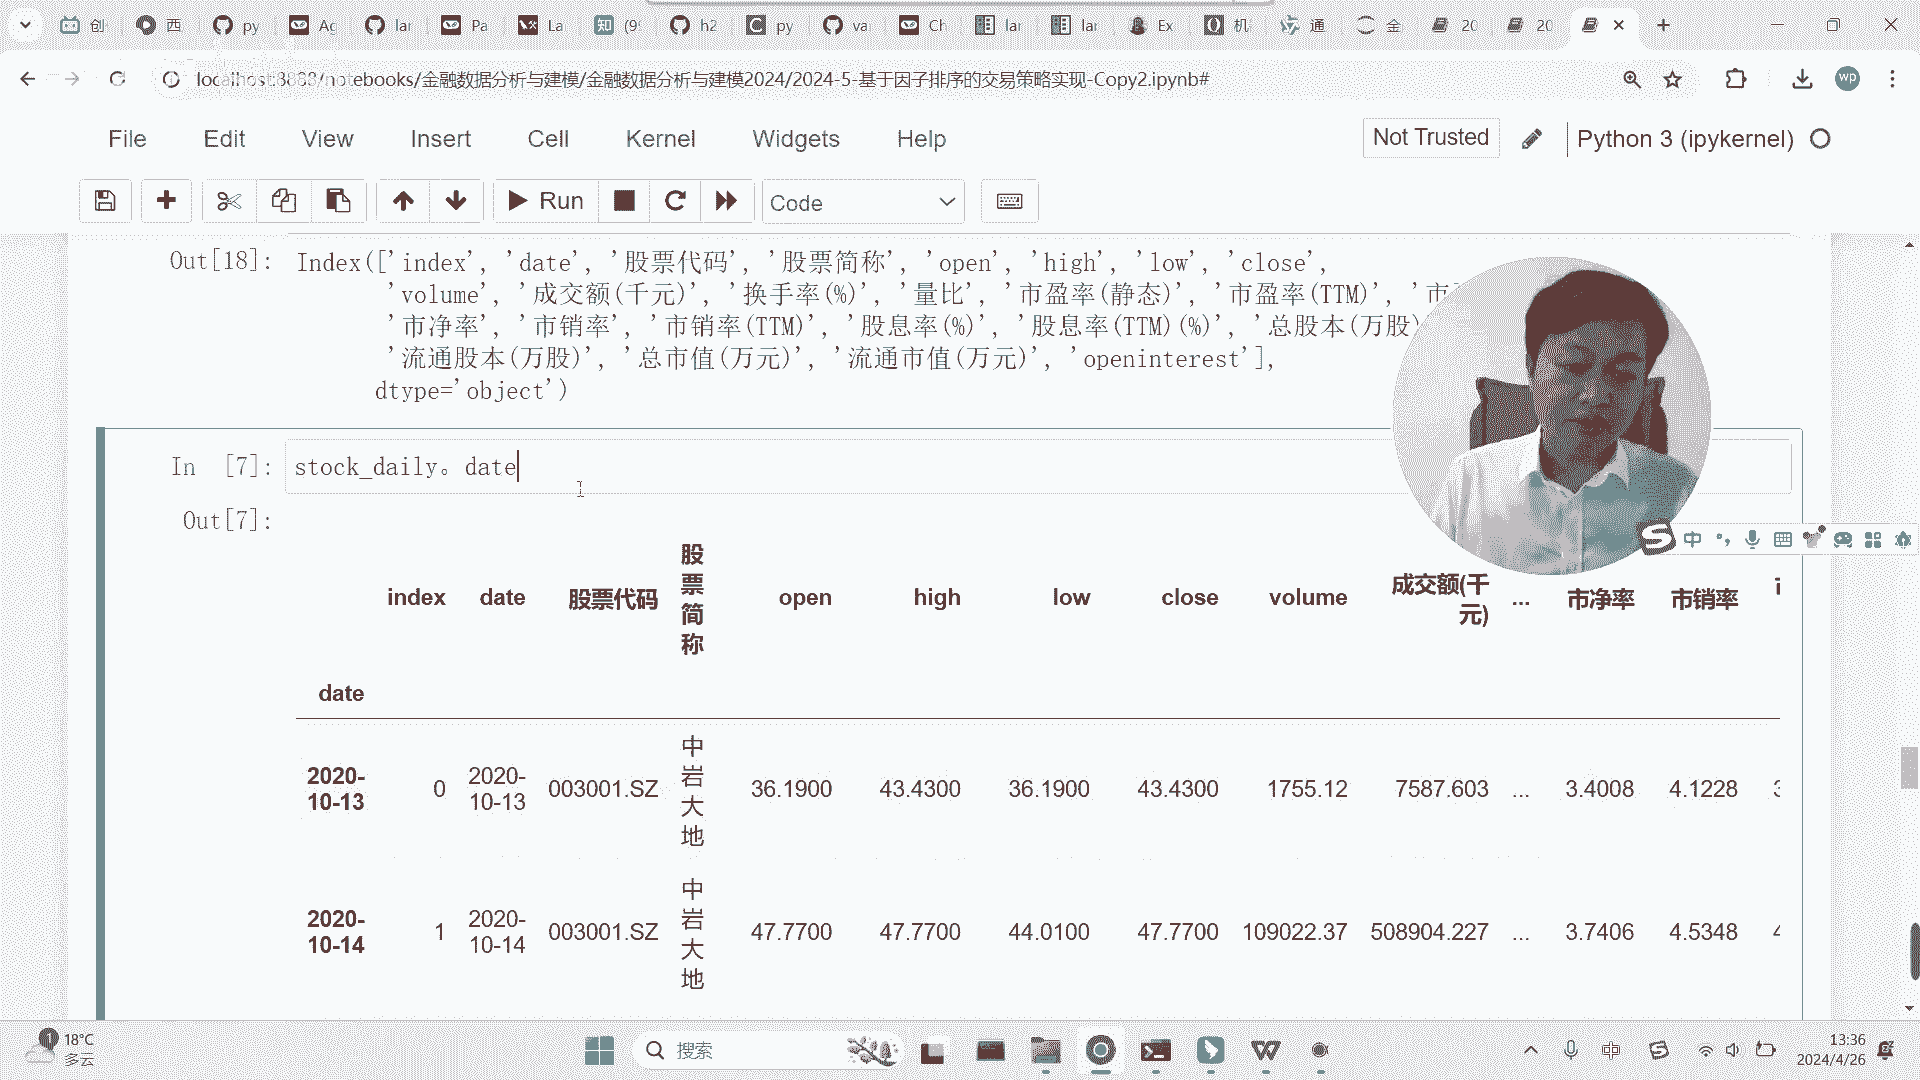 创
西
py
Ac
lar
Pa
La
知 (9
h2
py
va
Ch
lar
lar
Ex
机
通
金
20
20
localhost:8888/notebooks/金融数据分析与建模/金融数据分析与建模2024/2024-5-基于因子排序的交易策略实现-Copy2.ipynb#
wp
File Edit View Insert Cell Kernel Widgets Help
Not Trusted
Python 3 (ipykernel)
Run
Code
Out[18]: Index(['index', 'date', '股票代码', '股票简称', 'open', 'high', 'low', 'close',
'volume', '成交额(千元)', '换手率(%)', '量比', '市盈率(静态)', '市盈率(TTM)',
'市净率', '市销率', '市销率(TTM)', '股息率(%)', '股息率(TTM)(%)', '总股本(万股)
'流通股本(万股)', '总市值(万元)', '流通市值(万元)', 'openinterest'],
dtype='object')
In [7]: stock_daily。date
Out[7]:
index date 股票代码 股票简称 open high low close volume 成交额(千元) ... 市净率 市销率
date
2020-10-13 0 2020-10-13 003001.SZ 中岩大地 36.1900 43.4300 36.1900 43.4300 1755.12 7587.603 ... 3.4008 4.1228
2020-10-14 1 2020-10-14 003001.SZ 中岩大地 47.7700 47.7700 44.0100 47.7700 109022.37 508904.227 ... 3.7406 4.5348
中
18°C
多云
搜索
中
13:36
2024/4/26